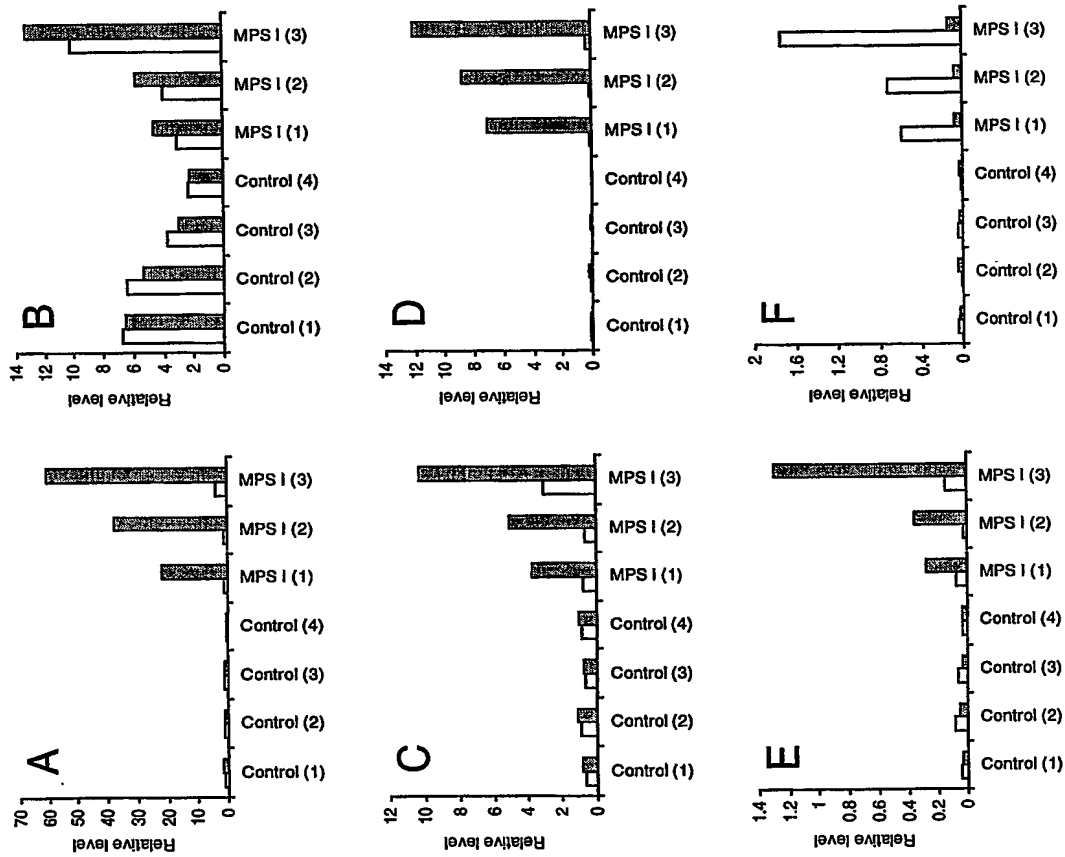 A
Relative level
70
60
50
40
30
20
10
0
Control (1)
Control (2)
Control (3)
Control (4)
MPS I (1)
MPS I (2)
MPS I (3)
B
Relative level
14
12
10
8
6
4
2
0
Control (1)
Control (2)
Control (3)
Control (4)
MPS I (1)
MPS I (2)
MPS I (3)
C
Relative level
12
10
8
6
4
2
0
Control (1)
Control (2)
Control (3)
Control (4)
MPS I (1)
MPS I (2)
MPS I (3)
D
Relative level
14
12
10
8
6
4
2
0
Control (1)
Control (2)
Control (3)
Control (4)
MPS I (1)
MPS I (2)
MPS I (3)
E
Relative level
1.4
1.2
1
0.8
0.6
0.4
0.2
0
Control (1)
Control (2)
Control (3)
Control (4)
MPS I (1)
MPS I (2)
MPS I (3)
F
Relative level
2
1.6
1.2
0.8
0.4
0
Control (1)
Control (2)
Control (3)
Control (4)
MPS I (1)
MPS I (2)
MPS I (3)